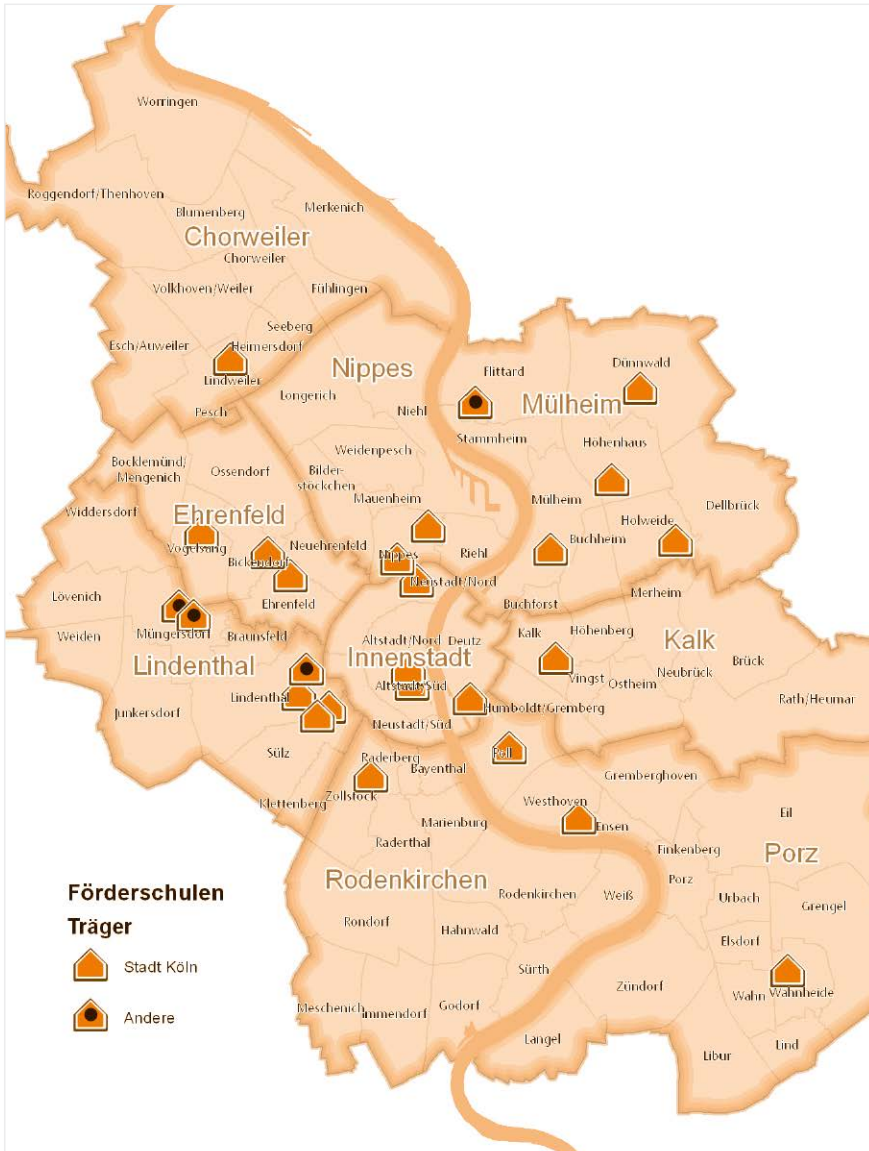 Worringen
Roggendorf/Thenhoven
Blumenberg
Merkenich
Chorweiler
Chorweiler
Volkhoven/Weiler
Fühlingen
Seeberg
Esch/Auweiler
Heimersdorf
Lindweiler
Pesch
Nippes
Longerich
Niehl
Weidenpesch
Bilder-
stöckchen
Mauenheim
Nippes
Riehl
Flittard
Dünnwald
Mülheim
Stammheim
Höhenhaus
Mülheim
Dellbrück
Holweide
Buchheim
Buchforst
Bocklemünd/
Mengenich
Ossendorf
Widdersdorf
Ehrenfeld
Vogelsang
Bickendorf
Neuehrenfeld
Ehrenfeld
Lövenich
Weiden
Müngersdorf
Braunsfeld
Lindenthal
Lindenthal
Junkersdorf
Sülz
Klettenberg
Neustadt/Nord
Altstadt/Nord
Deutz
Innenstadt
Altstadt/Süd
Neustadt/Süd
Merheim
Kalk
Höhenberg
Kalk
Brück
Vingst
Ostheim
Neubrück
Rath/Heumar
Humboldt/Gremberg
Poll
Gremberghoven
Westhoven
Ensen
Eil
Finkenberg
Porz
Porz
Urbach
Grengel
Elsdorf
Wahn
Wahnheide
Zündorf
Langel
Libur
Lind
Raderberg
Bayenthal
Zollstock
Marienburg
Raderthal
Rodenkirchen
Rodenkirchen
Weiß
Rondorf
Hahnwald
Sürth
Meschenich
Immendorf
Godorf
Förderschulen
Träger
Stadt Köln
Andere